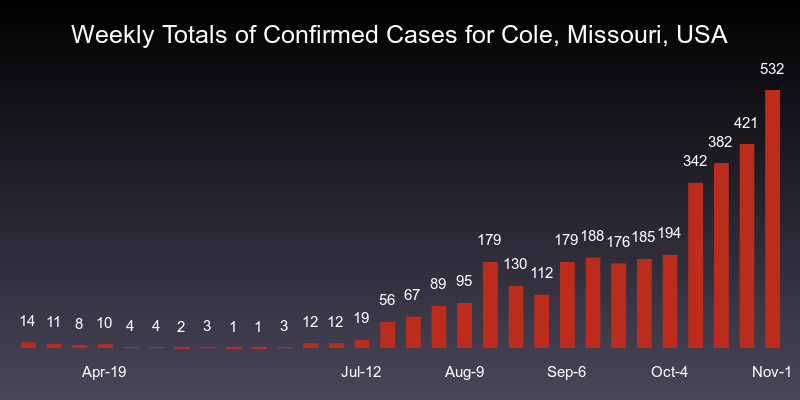 Weekly Totals of Confirmed Cases for Cole, Missouri, USA
14 11 8 10 4 4 2 3 1 1 3 12 12 19 56 67 89 95 179 130 112 179 188 176 185 194 342 382 421 532
Apr-19 Jul-12 Aug-9 Sep-6 Oct-4 Nov-1